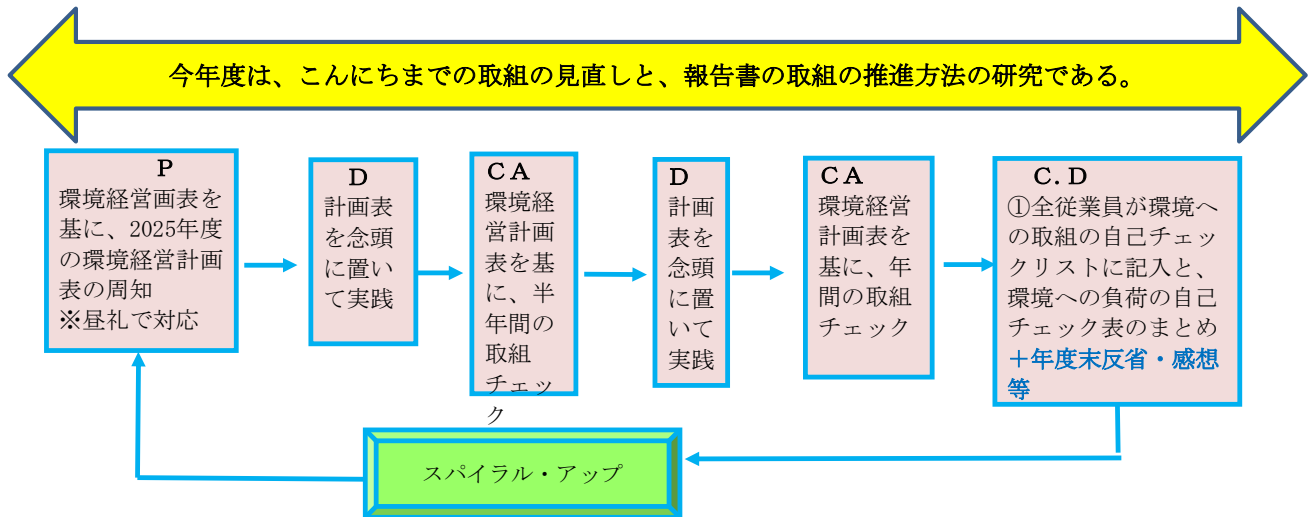 今年度は、こんにちまでの取組の見直しと、報告書の取組の推進方法の研究である。
P
環境経営画表を
基に、2025年度
の環境経営計画
表の周知
※昼礼で対応
D
計画表
を念頭
に置い
て実践
CA
環境経
営計画
表を基
に、半
年間の
取組
チェッ
ク
D
計画
表を
念頭
に置
いて
実践
CA
環境経営
計画表を
基に、年
間の取組
チェック
C.D
①全従業員が環境へ
の取組の自己チェッ
クリストに記入と、
環境への負荷の自己
チェック表のまとめ
+年度末反省・感想
等
スパイラル・アップ